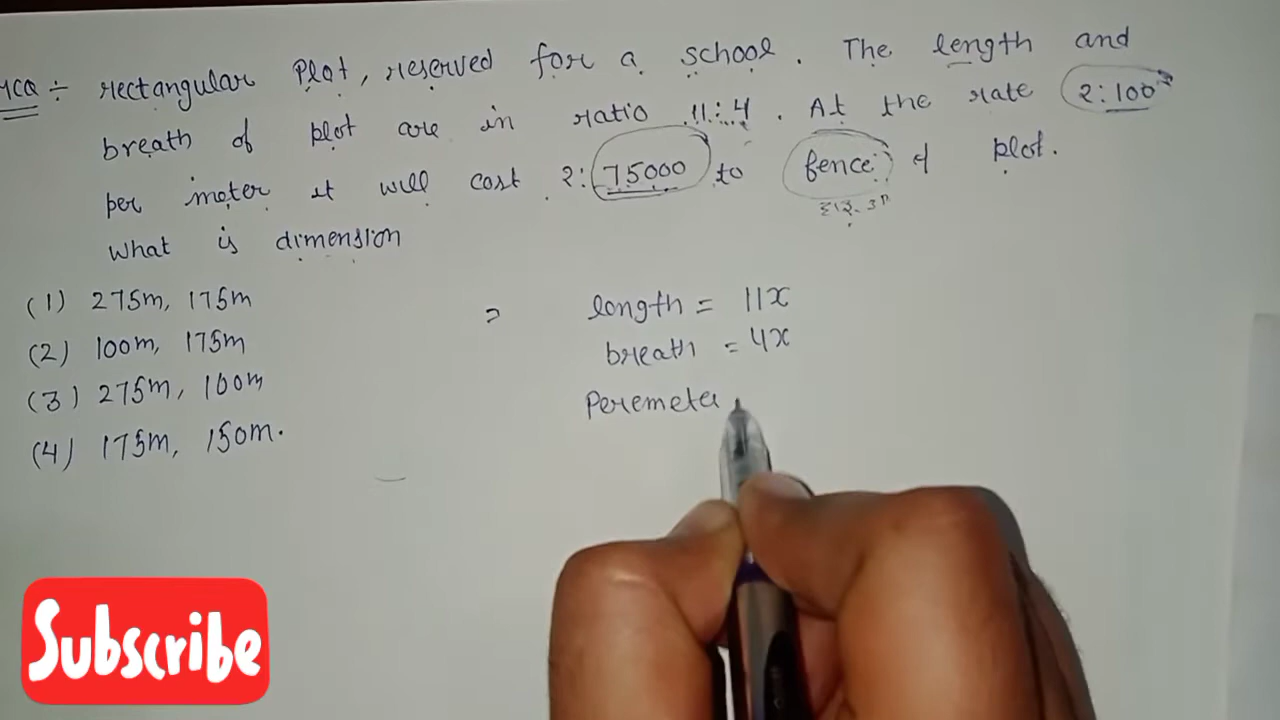 MCQ ÷ rectangular Plot, reserved for a school. The length and
breath of plot are in ratio 11:4. At the rate २:100
per meter it will cost २:75000 to fence of plot.
What is dimension
(1) 275m, 175m
(2) 100m, 175m
(3) 275m, 100m
(4) 175m, 150m.
length = 11x
breath = 4x
Peremeter
Subscribe